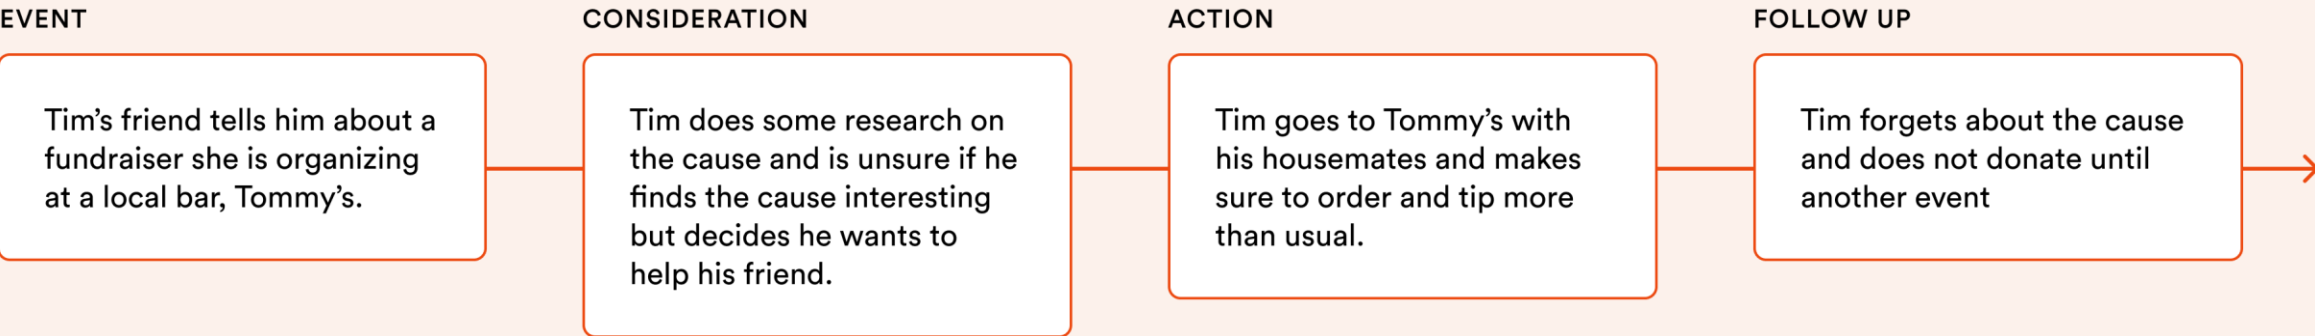 EVENT
Tim’s friend tells him about a
fundraiser she is organizing
at a local bar, Tommy’s.
CONSIDERATION
Tim does some research on
the cause and is unsure if he
finds the cause interesting
but decides he wants to
help his friend.
ACTION
Tim goes to Tommy’s with
his housemates and makes
sure to order and tip more
than usual.
FOLLOW UP
Tim forgets about the cause
and does not donate until
another event